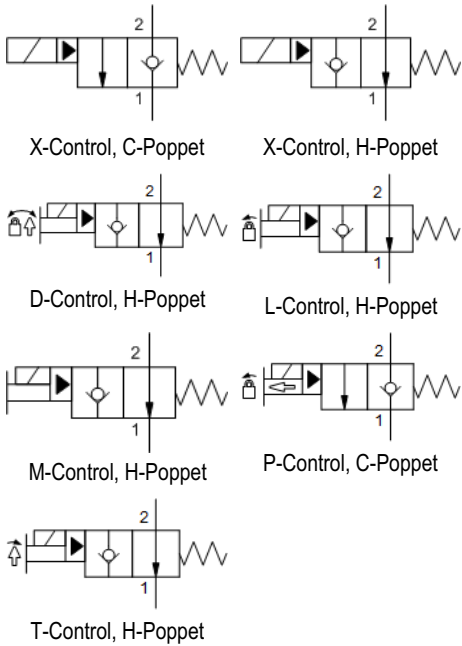 2
2
1
1
X-Control, C-Poppet
X-Control, H-Poppet
2
2
1
1
D-Control, H-Poppet
L-Control, H-Poppet
2
2
1
1
M-Control, H-Poppet
P-Control, C-Poppet
2
1
T-Control, H-Poppet